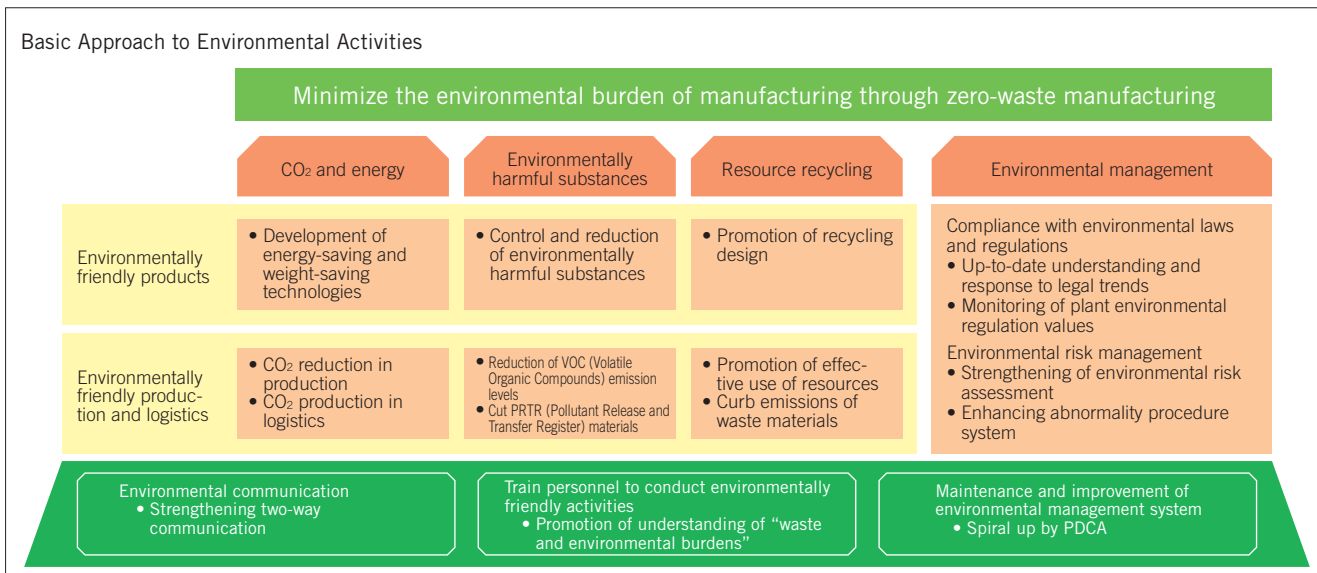 Basic Approach to Environmental Activities
Minimize the environmental burden of manufacturing through zero-waste manufacturing
CO₂ and energy
Environmentally
harmful substances
Resource recycling
Environmental management
Environmentally
friendly products
• Development of
energy-saving and
weight-saving
technologies
• Control and reduction
of environmentally
harmful substances
• Promotion of recycling
design
Environmentally
friendly produc-
tion and logistics
• CO₂ reduction in
production
• CO₂ production in
logistics
• Reduction of VOC (Volatile
Organic Compounds) emission
levels
• Cut PRTR (Pollutant Release and
Transfer Register) materials
• Promotion of effec-
tive use of resources
• Curb emissions of
waste materials
Compliance with environmental laws
and regulations
• Up-to-date understanding and
response to legal trends
• Monitoring of plant environmental
regulation values
Environmental risk management
• Strengthening of environmental risk
assessment
• Enhancing abnormality procedure
system
Environmental communication
• Strengthening two-way
communication
Train personnel to conduct environmentally
friendly activities
• Promotion of understanding of “waste
and environmental burdens”
Maintenance and improvement of
environmental management system
• Spiral up by PDCA